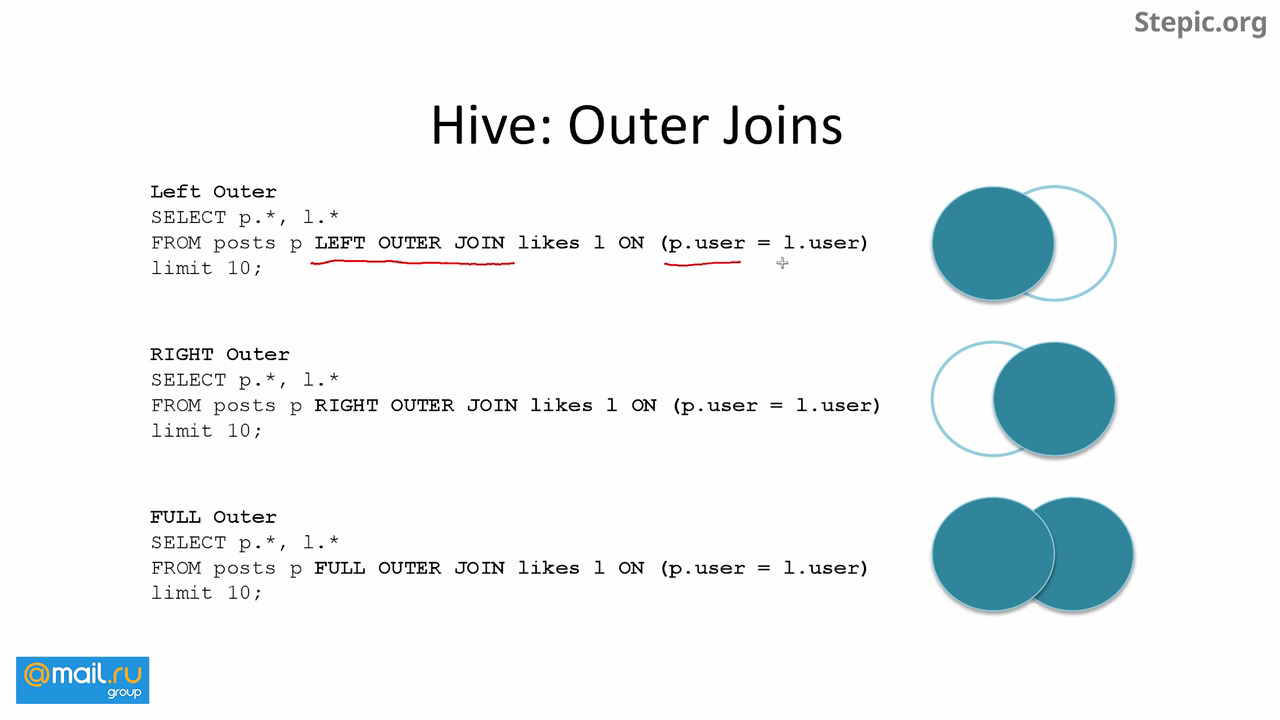 Stepic.org
Hive: Outer Joins
Left Outer
SELECT p.*, l.*
FROM posts p LEFT OUTER JOIN likes l ON (p.user = l.user)
limit 10;
RIGHT Outer
SELECT p.*, l.*
FROM posts p RIGHT OUTER JOIN likes l ON (p.user = l.user)
limit 10;
FULL Outer
SELECT p.*, l.*
FROM posts p FULL OUTER JOIN likes l ON (p.user = l.user)
limit 10;
@mail.ru
group